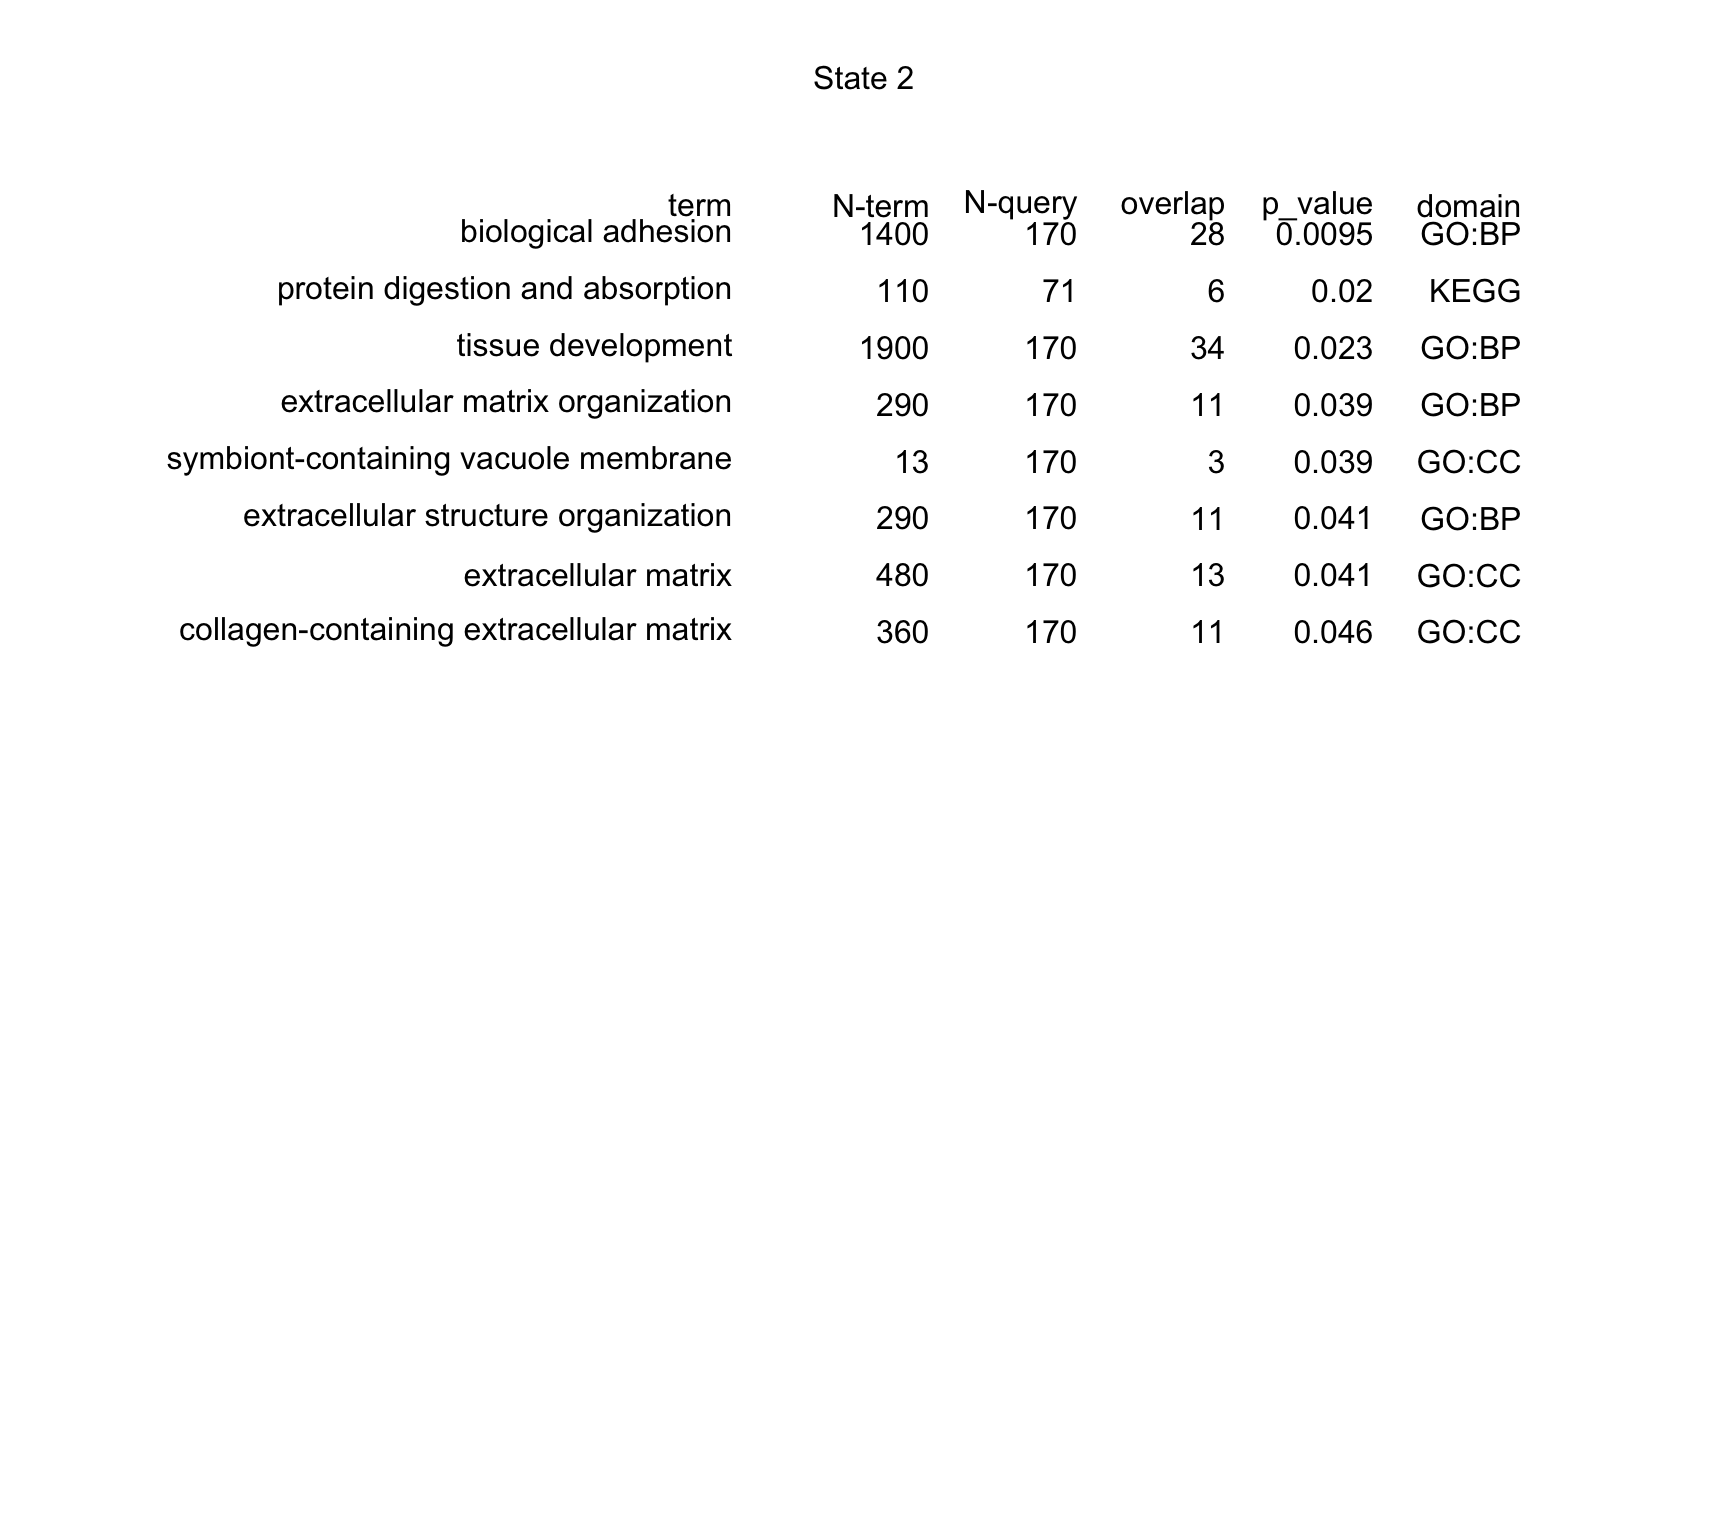 State 2
term N-term N-query overlap p_value domain
biological adhesion 1400 170 28 0.0095 GO:BP
protein digestion and absorption 110 71 6 0.02 KEGG
tissue development 1900 170 34 0.023 GO:BP
extracellular matrix organization 290 170 11 0.039 GO:BP
symbiont-containing vacuole membrane 13 170 3 0.039 GO:CC
extracellular structure organization 290 170 11 0.041 GO:BP
extracellular matrix 480 170 13 0.041 GO:CC
collagen-containing extracellular matrix 360 170 11 0.046 GO:CC